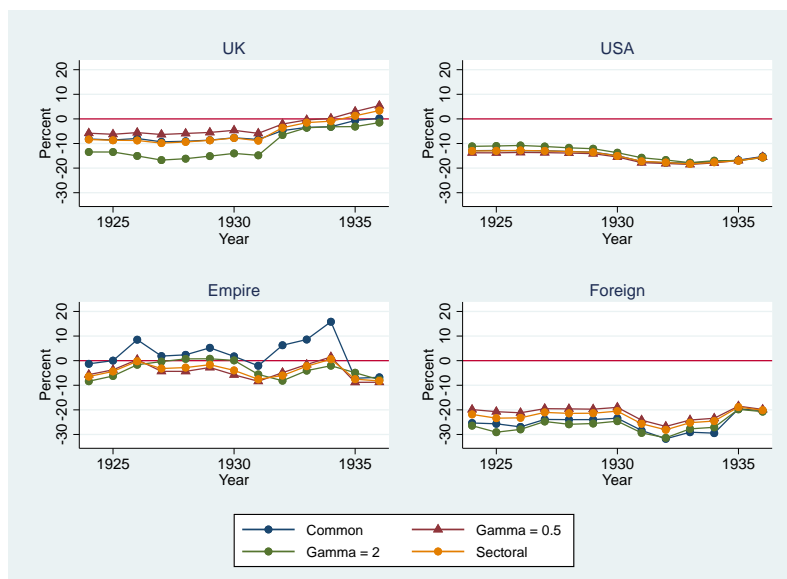 UK
USA
Percent
-30 -20 -10 0 10 20
1925 1930 1935
Year
Percent
-30 -20 -10 0 10 20
1925 1930 1935
Year
Empire
Foreign
Percent
-30 -20 -10 0 10 20
1925 1930 1935
Year
Percent
-30 -20 -10 0 10 20
1925 1930 1935
Year
Common
Gamma = 0.5
Gamma = 2
Sectoral